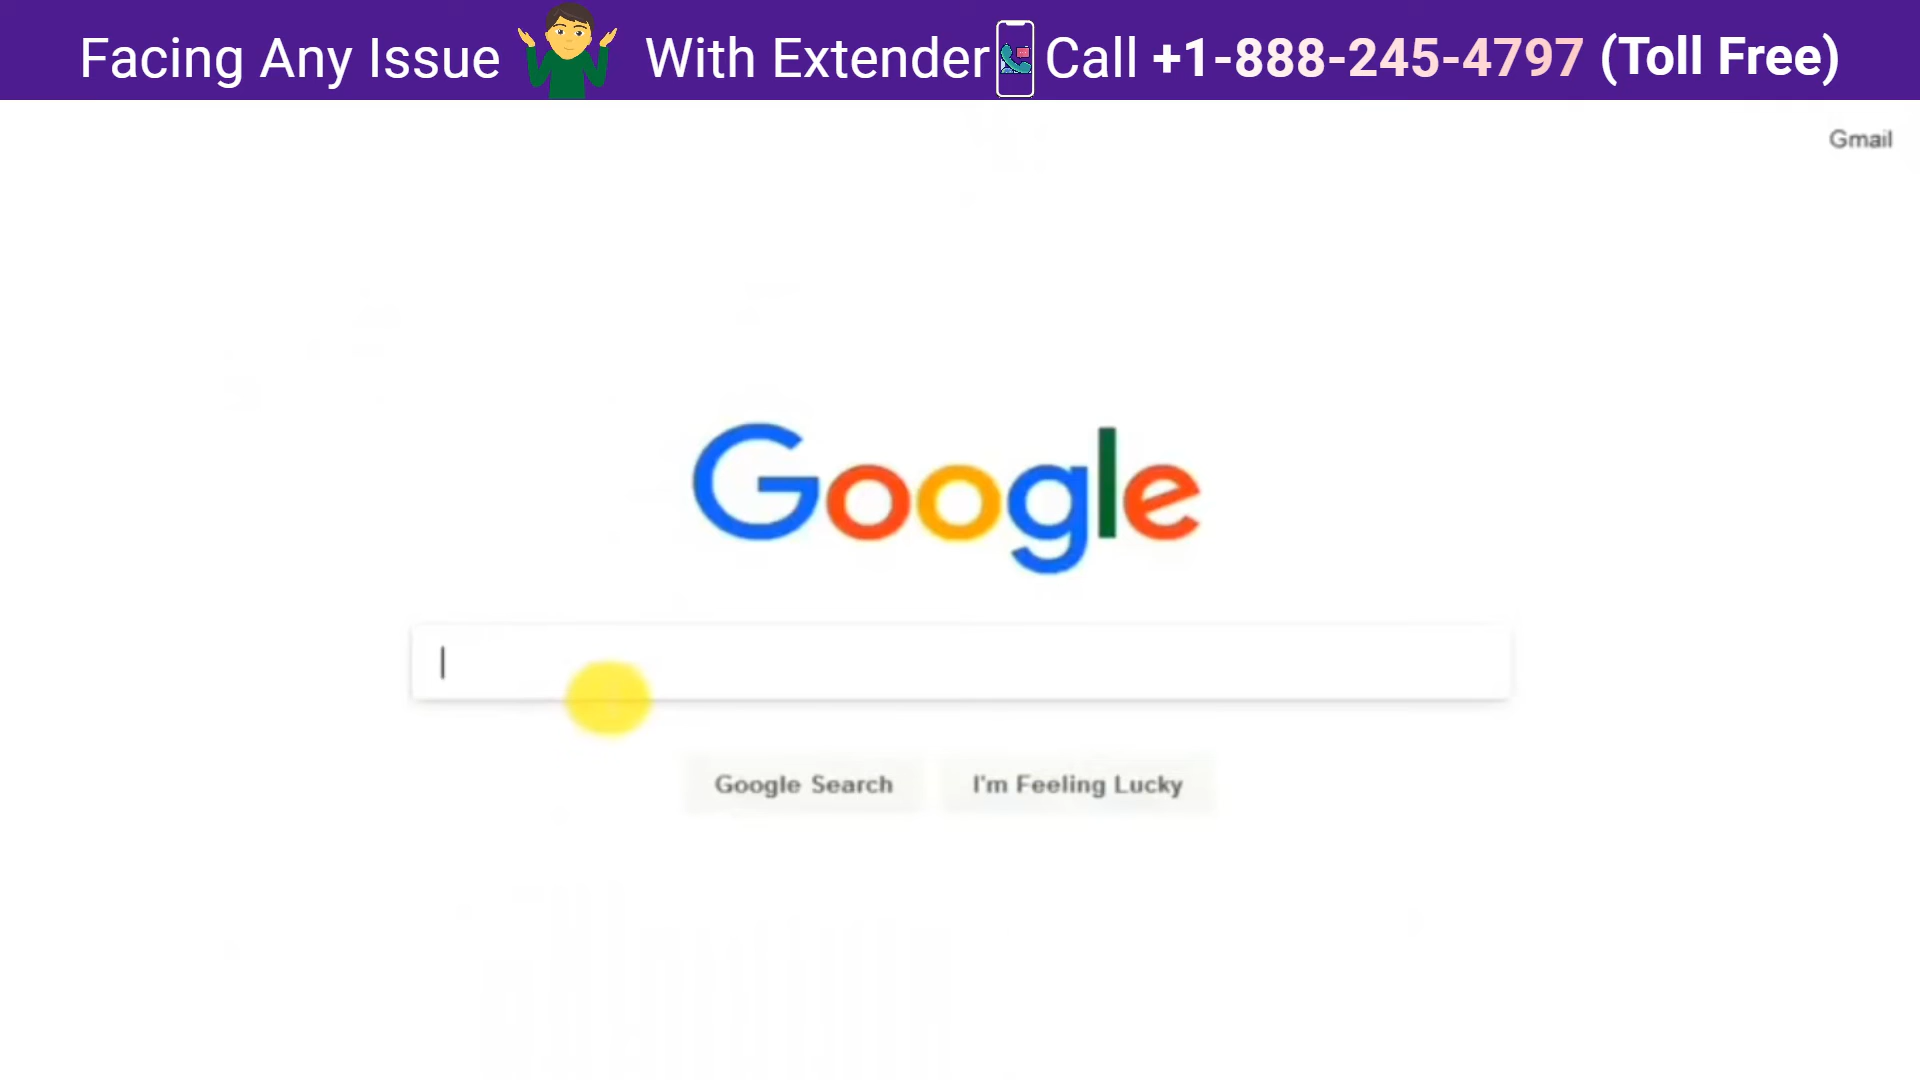 Facing Any Issue With Extender Call +1-888-245-4797 (Toll Free)
Gmail
Google
Google Search I'm Feeling Lucky